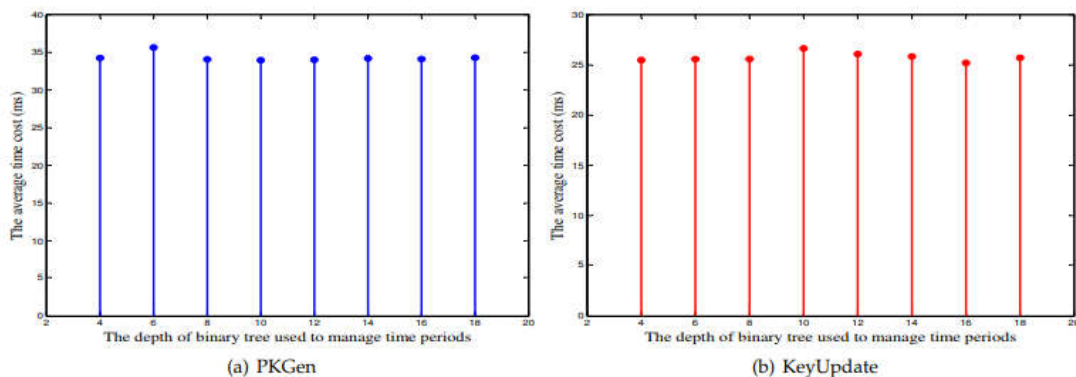 The average time cost (ms)
40
35
30
25
20
15
10
5
0
2 4 6 8 10 12 14 16 18 20
The depth of binary tree used to manage time periods
(a) PKGen
The average time cost (ms)
30
25
20
15
10
5
0
2 4 6 8 10 12 14 16 18 20
The depth of binary tree used to manage time periods
(b) KeyUpdate